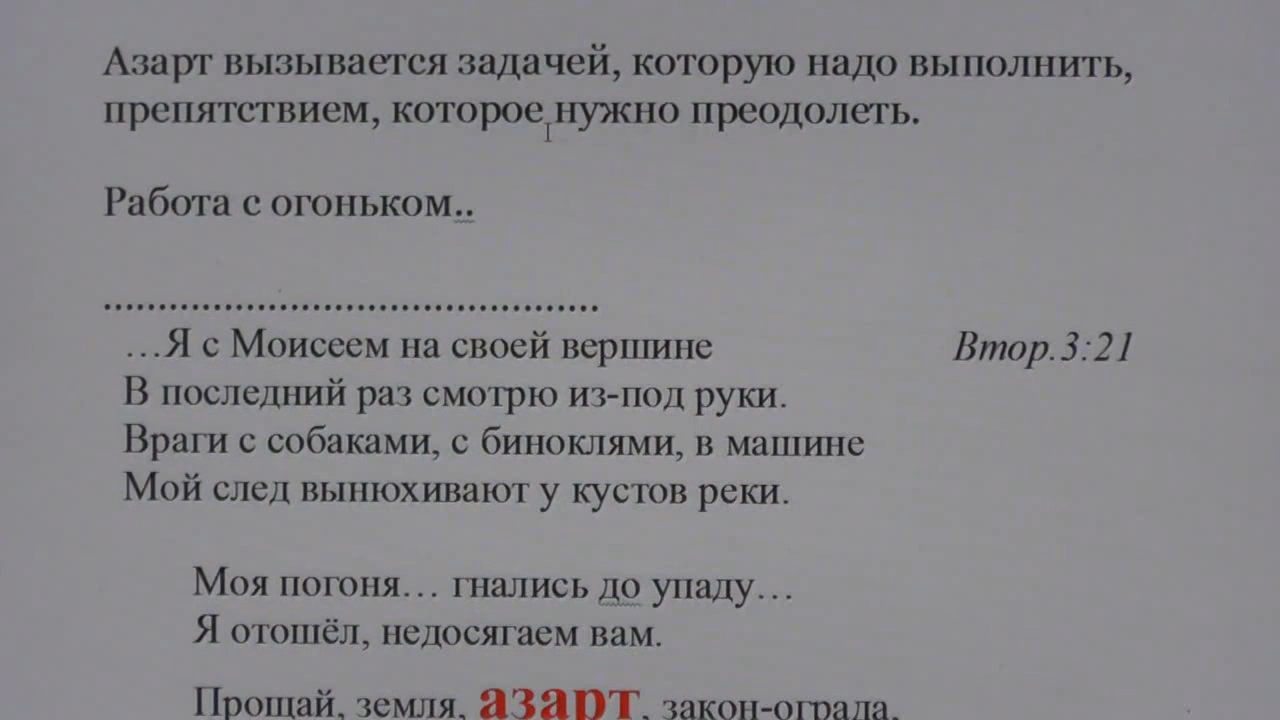 Азарт вызывается задачей, которую надо выполнить,
препятствием, которое нужно преодолеть.
Работа с огоньком..
..............................................
…Я с Моисеем на своей вершине Втор.3:21
В последний раз смотрю из-под руки.
Враги с собаками, с биноклями, в машине
Мой след вынюхивают у кустов реки.
Моя погоня… гнались до упаду…
Я отошёл, недосягаем вам.
Прощай, земля, азарт, закон-ограда,